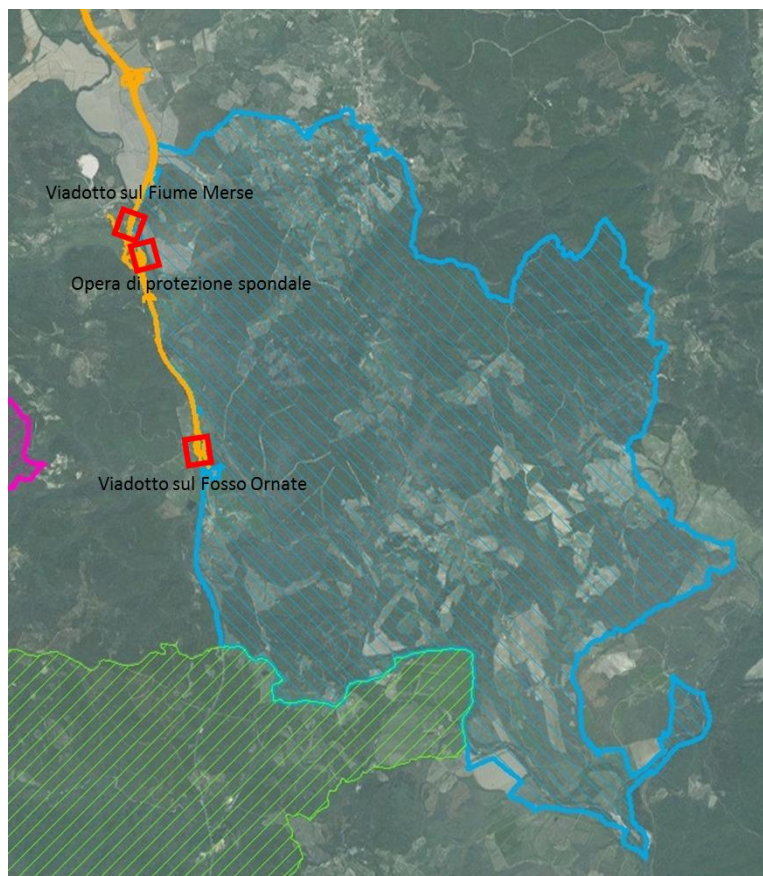 Viadotto sul Fiume Merse
Opera di protezione spondale
Viadotto sul Fosso Ornate